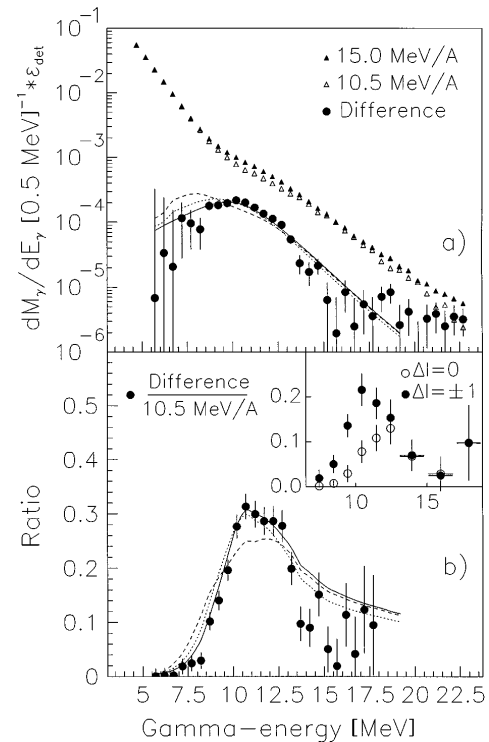 10⁻¹
10⁻²
10⁻³
10⁻⁴
10⁻⁵
10⁻⁶
dMγ/dEγ [0.5 MeV]⁻¹*εdet
▲ 15.0 MeV/A
△ 10.5 MeV/A
● Difference
a)
10
0.5
0.4
0.3
0.2
0.1
0
Ratio
● Difference
10.5 MeV/A
0.2
0.1
0.0
○ΔI=0
●ΔI=±1
10 15
b)
5 7.5 10 12.5 15 17.5 20 22.5
Gamma−energy [MeV]